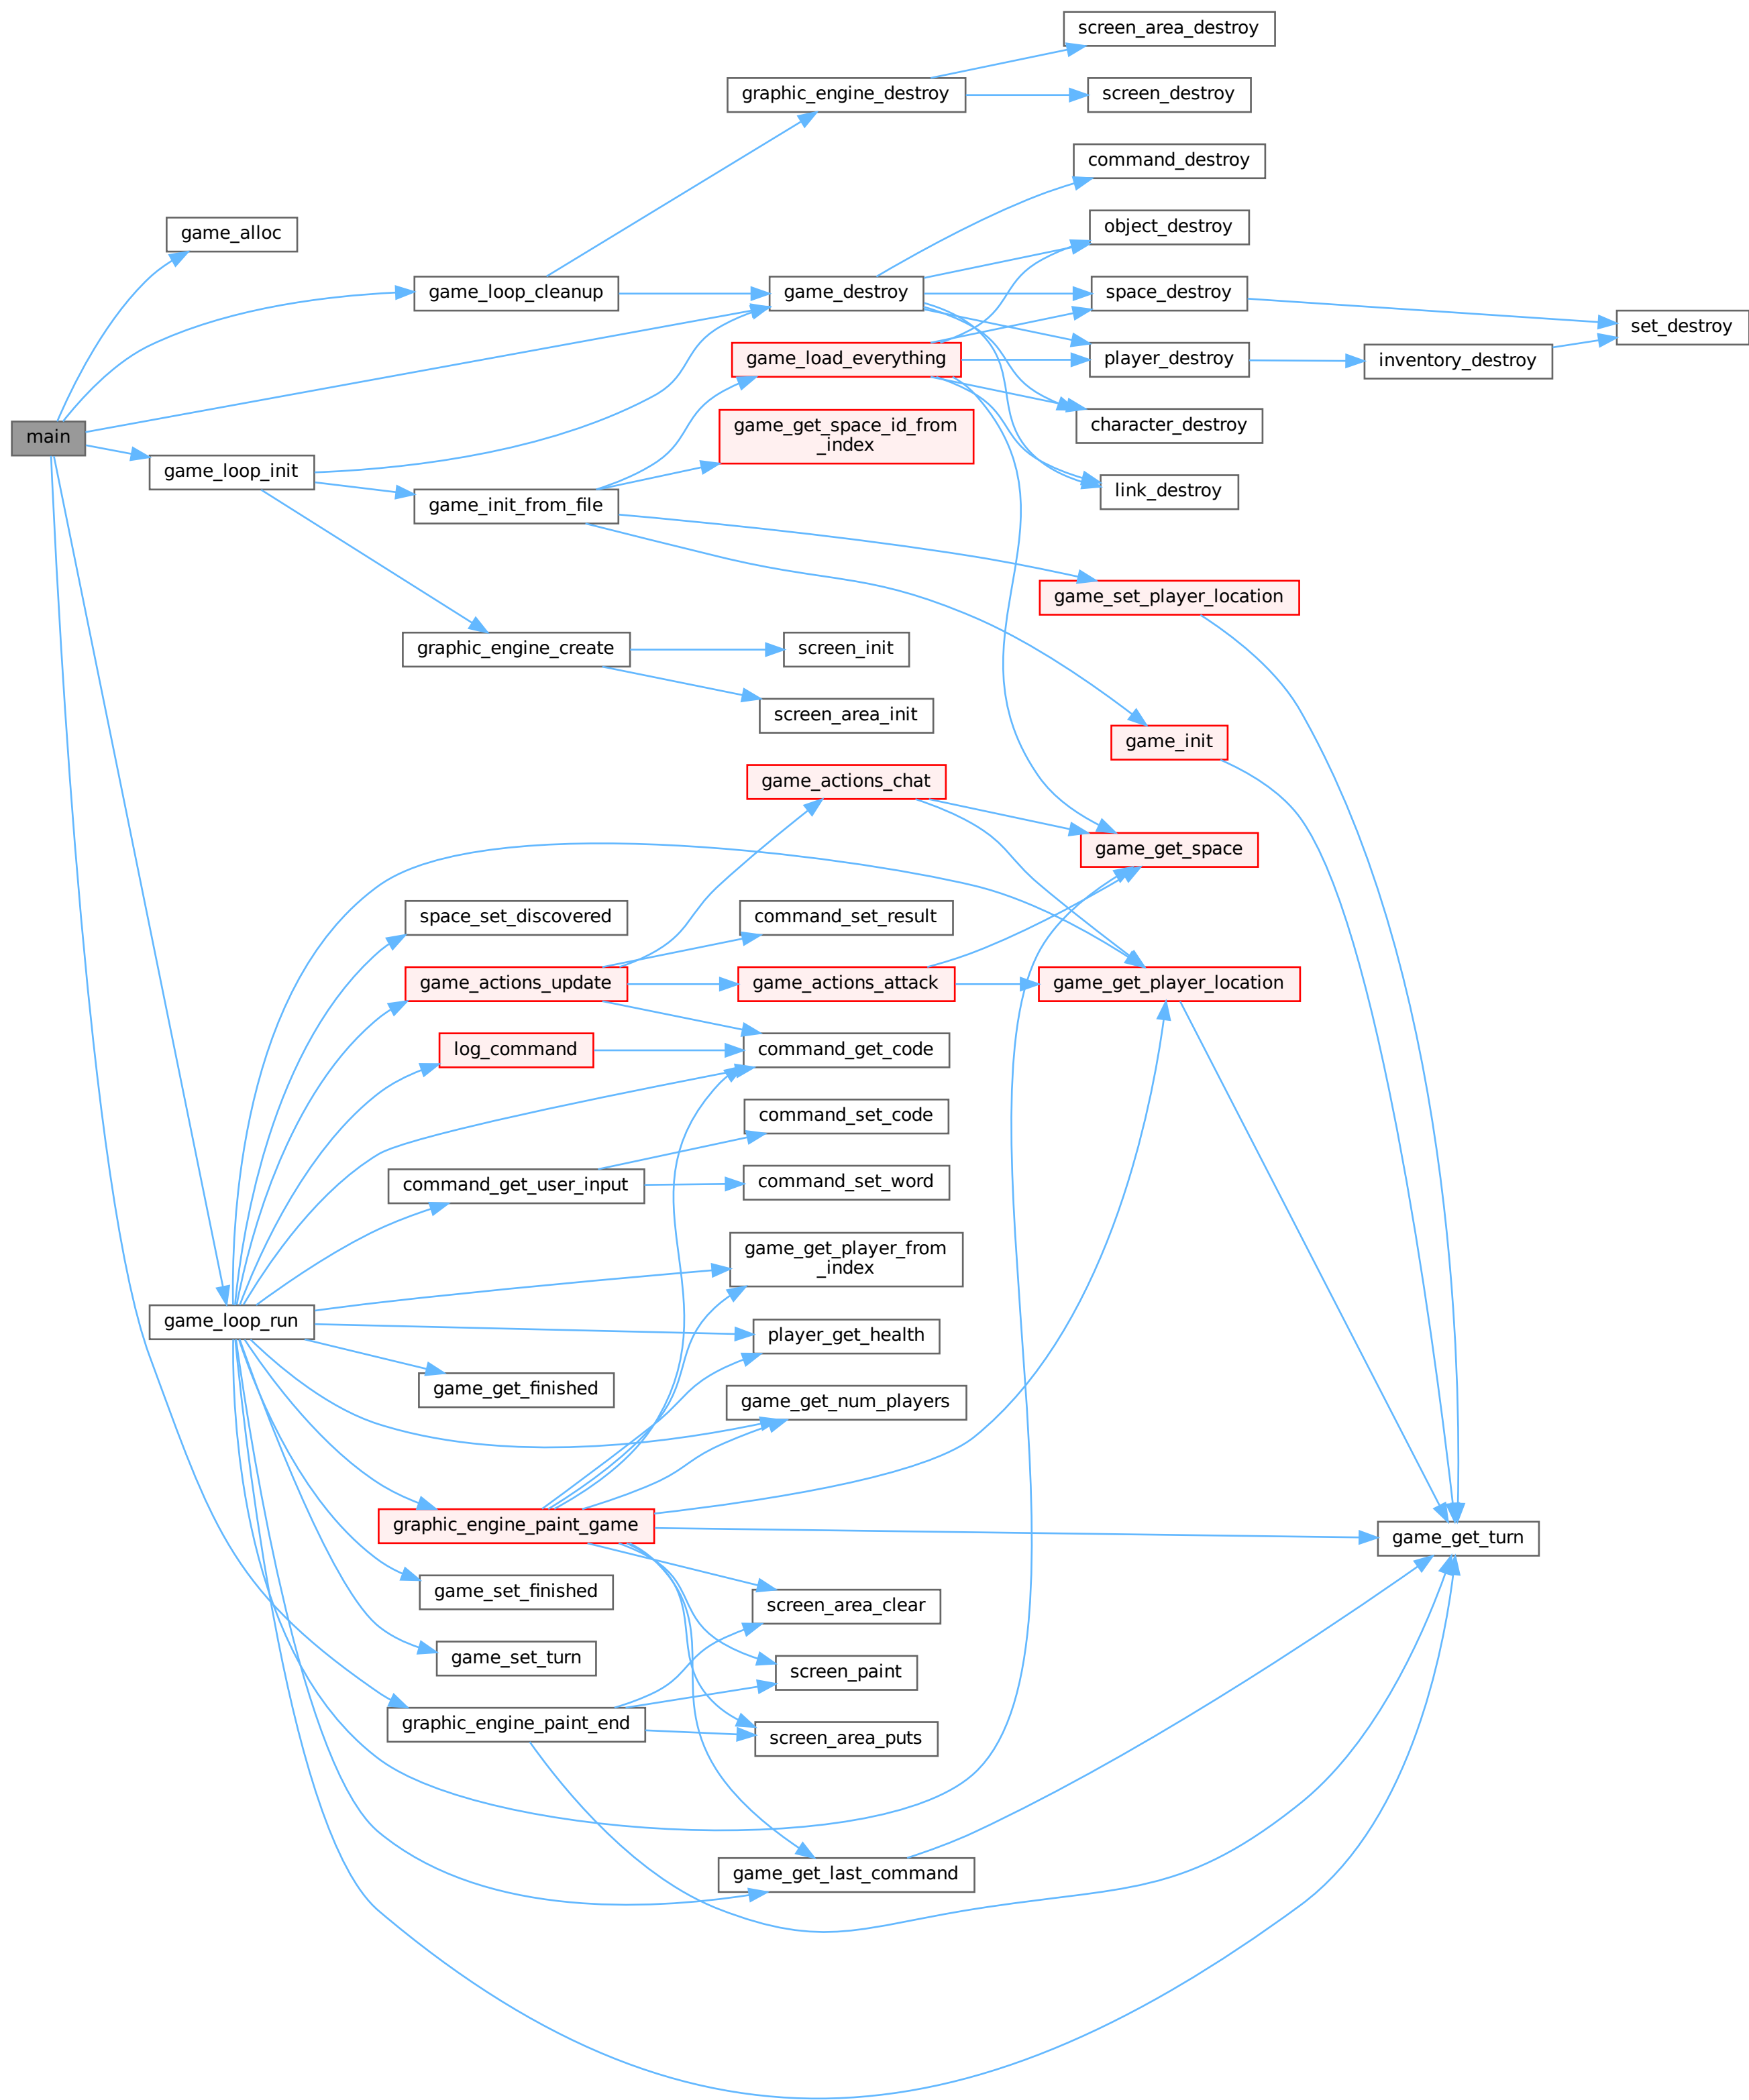 screen_area_destroy
graphic_engine_destroy
screen_destroy
command_destroy
game_alloc
object_destroy
game_loop_cleanup
game_destroy
space_destroy
set_destroy
game_load_everything
player_destroy
inventory_destroy
main
game_get_space_id_from
_index
character_destroy
game_loop_init
game_init_from_file
link_destroy
game_set_player_location
graphic_engine_create
screen_init
screen_area_init
game_init
game_actions_chat
game_get_space
space_set_discovered
command_set_result
game_actions_update
game_actions_attack
game_get_player_location
log_command
command_get_code
command_set_code
command_get_user_input
command_set_word
game_get_player_from
_index
game_loop_run
player_get_health
game_get_finished
game_get_num_players
graphic_engine_paint_game
game_get_turn
game_set_finished
screen_area_clear
game_set_turn
screen_paint
graphic_engine_paint_end
screen_area_puts
game_get_last_command